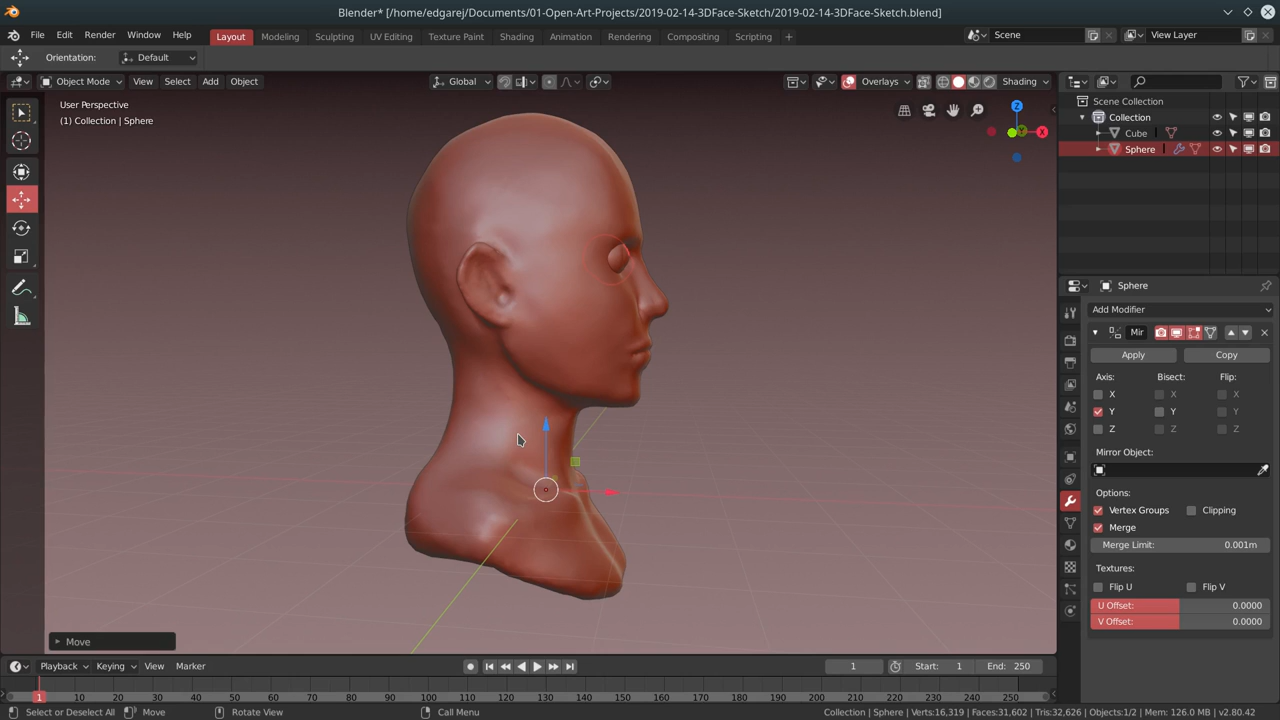 Blender* [/home/edgarej/Documents/01-Open-Art-Projects/2019-02-14-3DFace-Sketch/2019-02-14-3DFace-Sketch.blend]
File Edit Render Window Help Layout Modeling Sculpting UV Editing Texture Paint Shading Animation Rendering Compositing Scripting + Scene View Layer
Orientation: Default
Object Mode View Select Add Object Global Overlays Shading
User Perspective
(1) Collection | Sphere
Z
X
Y
Scene Collection
Collection
Cube
Sphere
Sphere
Add Modifier
Mir
Apply Copy
Axis: Bisect: Flip:
X X X
Y Y Y
Z Z Z
Mirror Object:
Options:
Vertex Groups Clipping
Merge
Merge Limit: 0.001m
Textures:
Flip U Flip V
U Offset: 0.0000
V Offset: 0.0000
Move
Playback Keying View Marker 1 Start: 1 End: 250
1 10 20 30 40 50 60 70 80 90 100 110 120 130 140 150 160 170 180 190 200 210 220 230 240 250
Select or Deselect All Move Rotate View Call Menu Collection | Sphere | Verts:16,319 | Faces:31,602 | Tris:32,626 | Objects:1/2 | Mem: 126.0 MB | v2.80.42